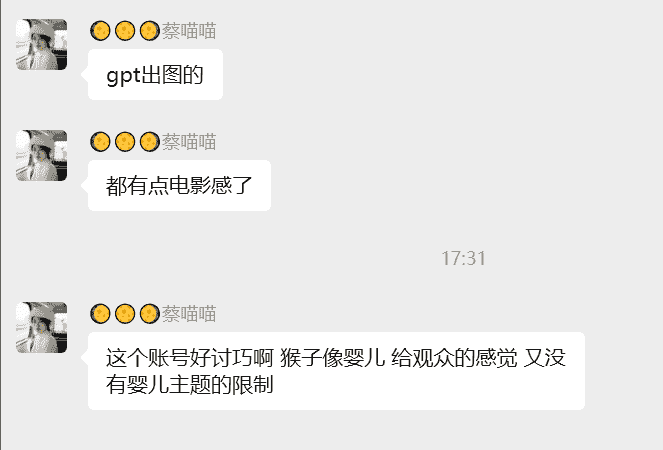 🌕🌕🌕蔡喵喵
gpt出图的
🌕🌕🌕蔡喵喵
都有点电影感了
17:31
🌕🌕🌕蔡喵喵
这个账号好讨巧啊 猴子像婴儿 给观众的感觉 又没
有婴儿主题的限制